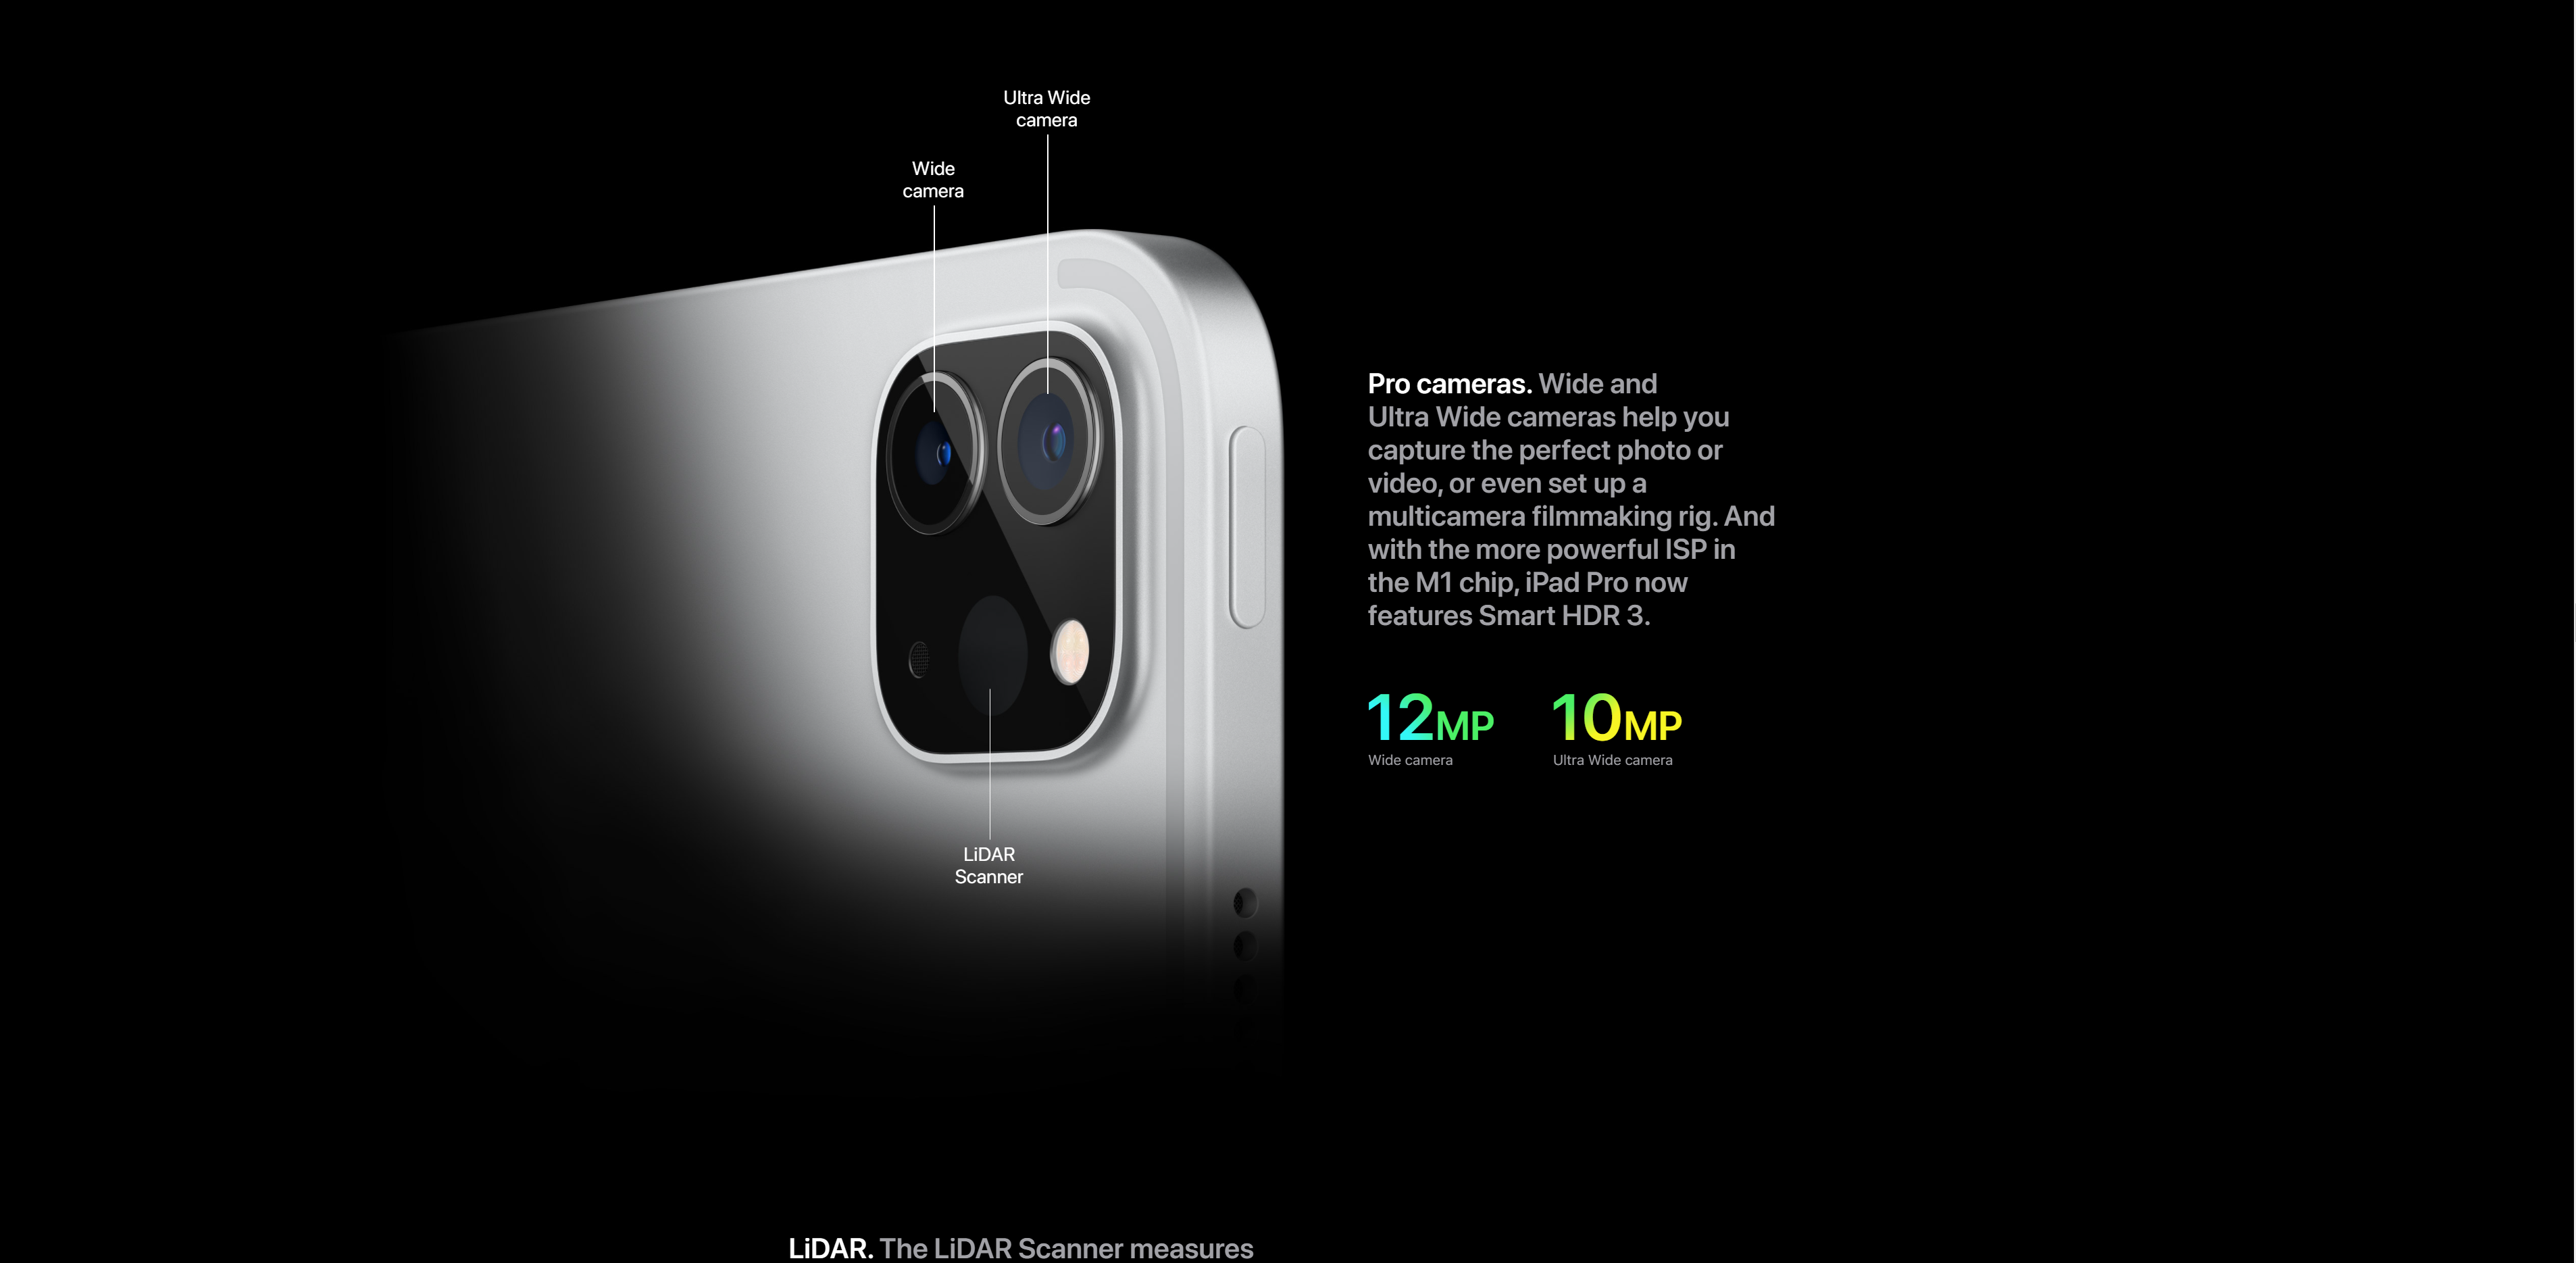 Ultra Wide
camera
Wide
camera
Pro cameras. Wide and
Ultra Wide cameras help you
capture the perfect photo or
video, or even set up a
multicamera filmmaking rig. And
with the more powerful ISP in
the M1 chip, iPad Pro now
features Smart HDR 3.
12MP 10MP
Wide camera Ultra Wide camera
LiDAR
Scanner
LiDAR. The LiDAR Scanner measures